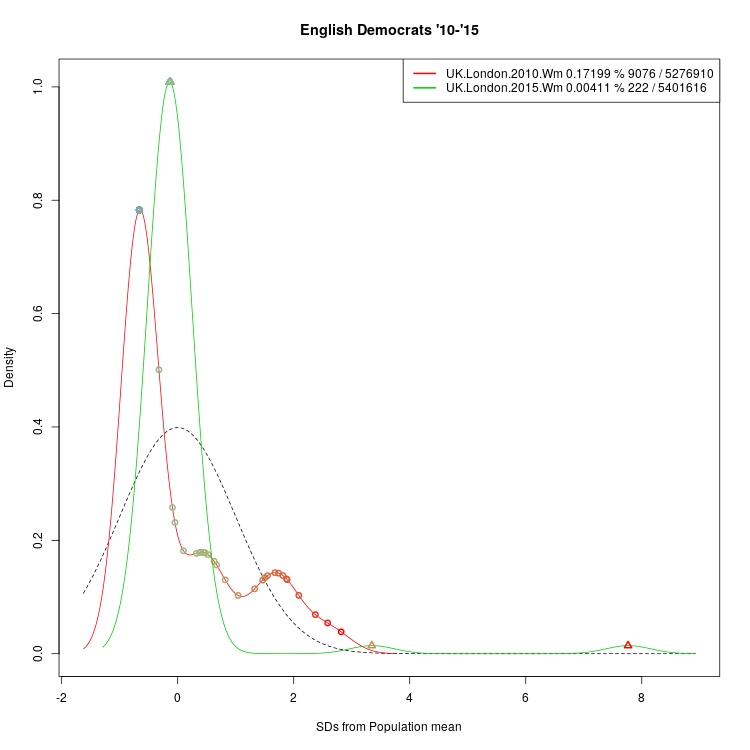 English Democrats '10-'15
UK.London.2010.Wm 0.17199 % 9076 / 5276910
UK.London.2015.Wm 0.00411 % 222 / 5401616
Density
1.0
0.8
0.6
0.4
0.2
0.0
-2 0 2 4 6 8
SDs from Population mean